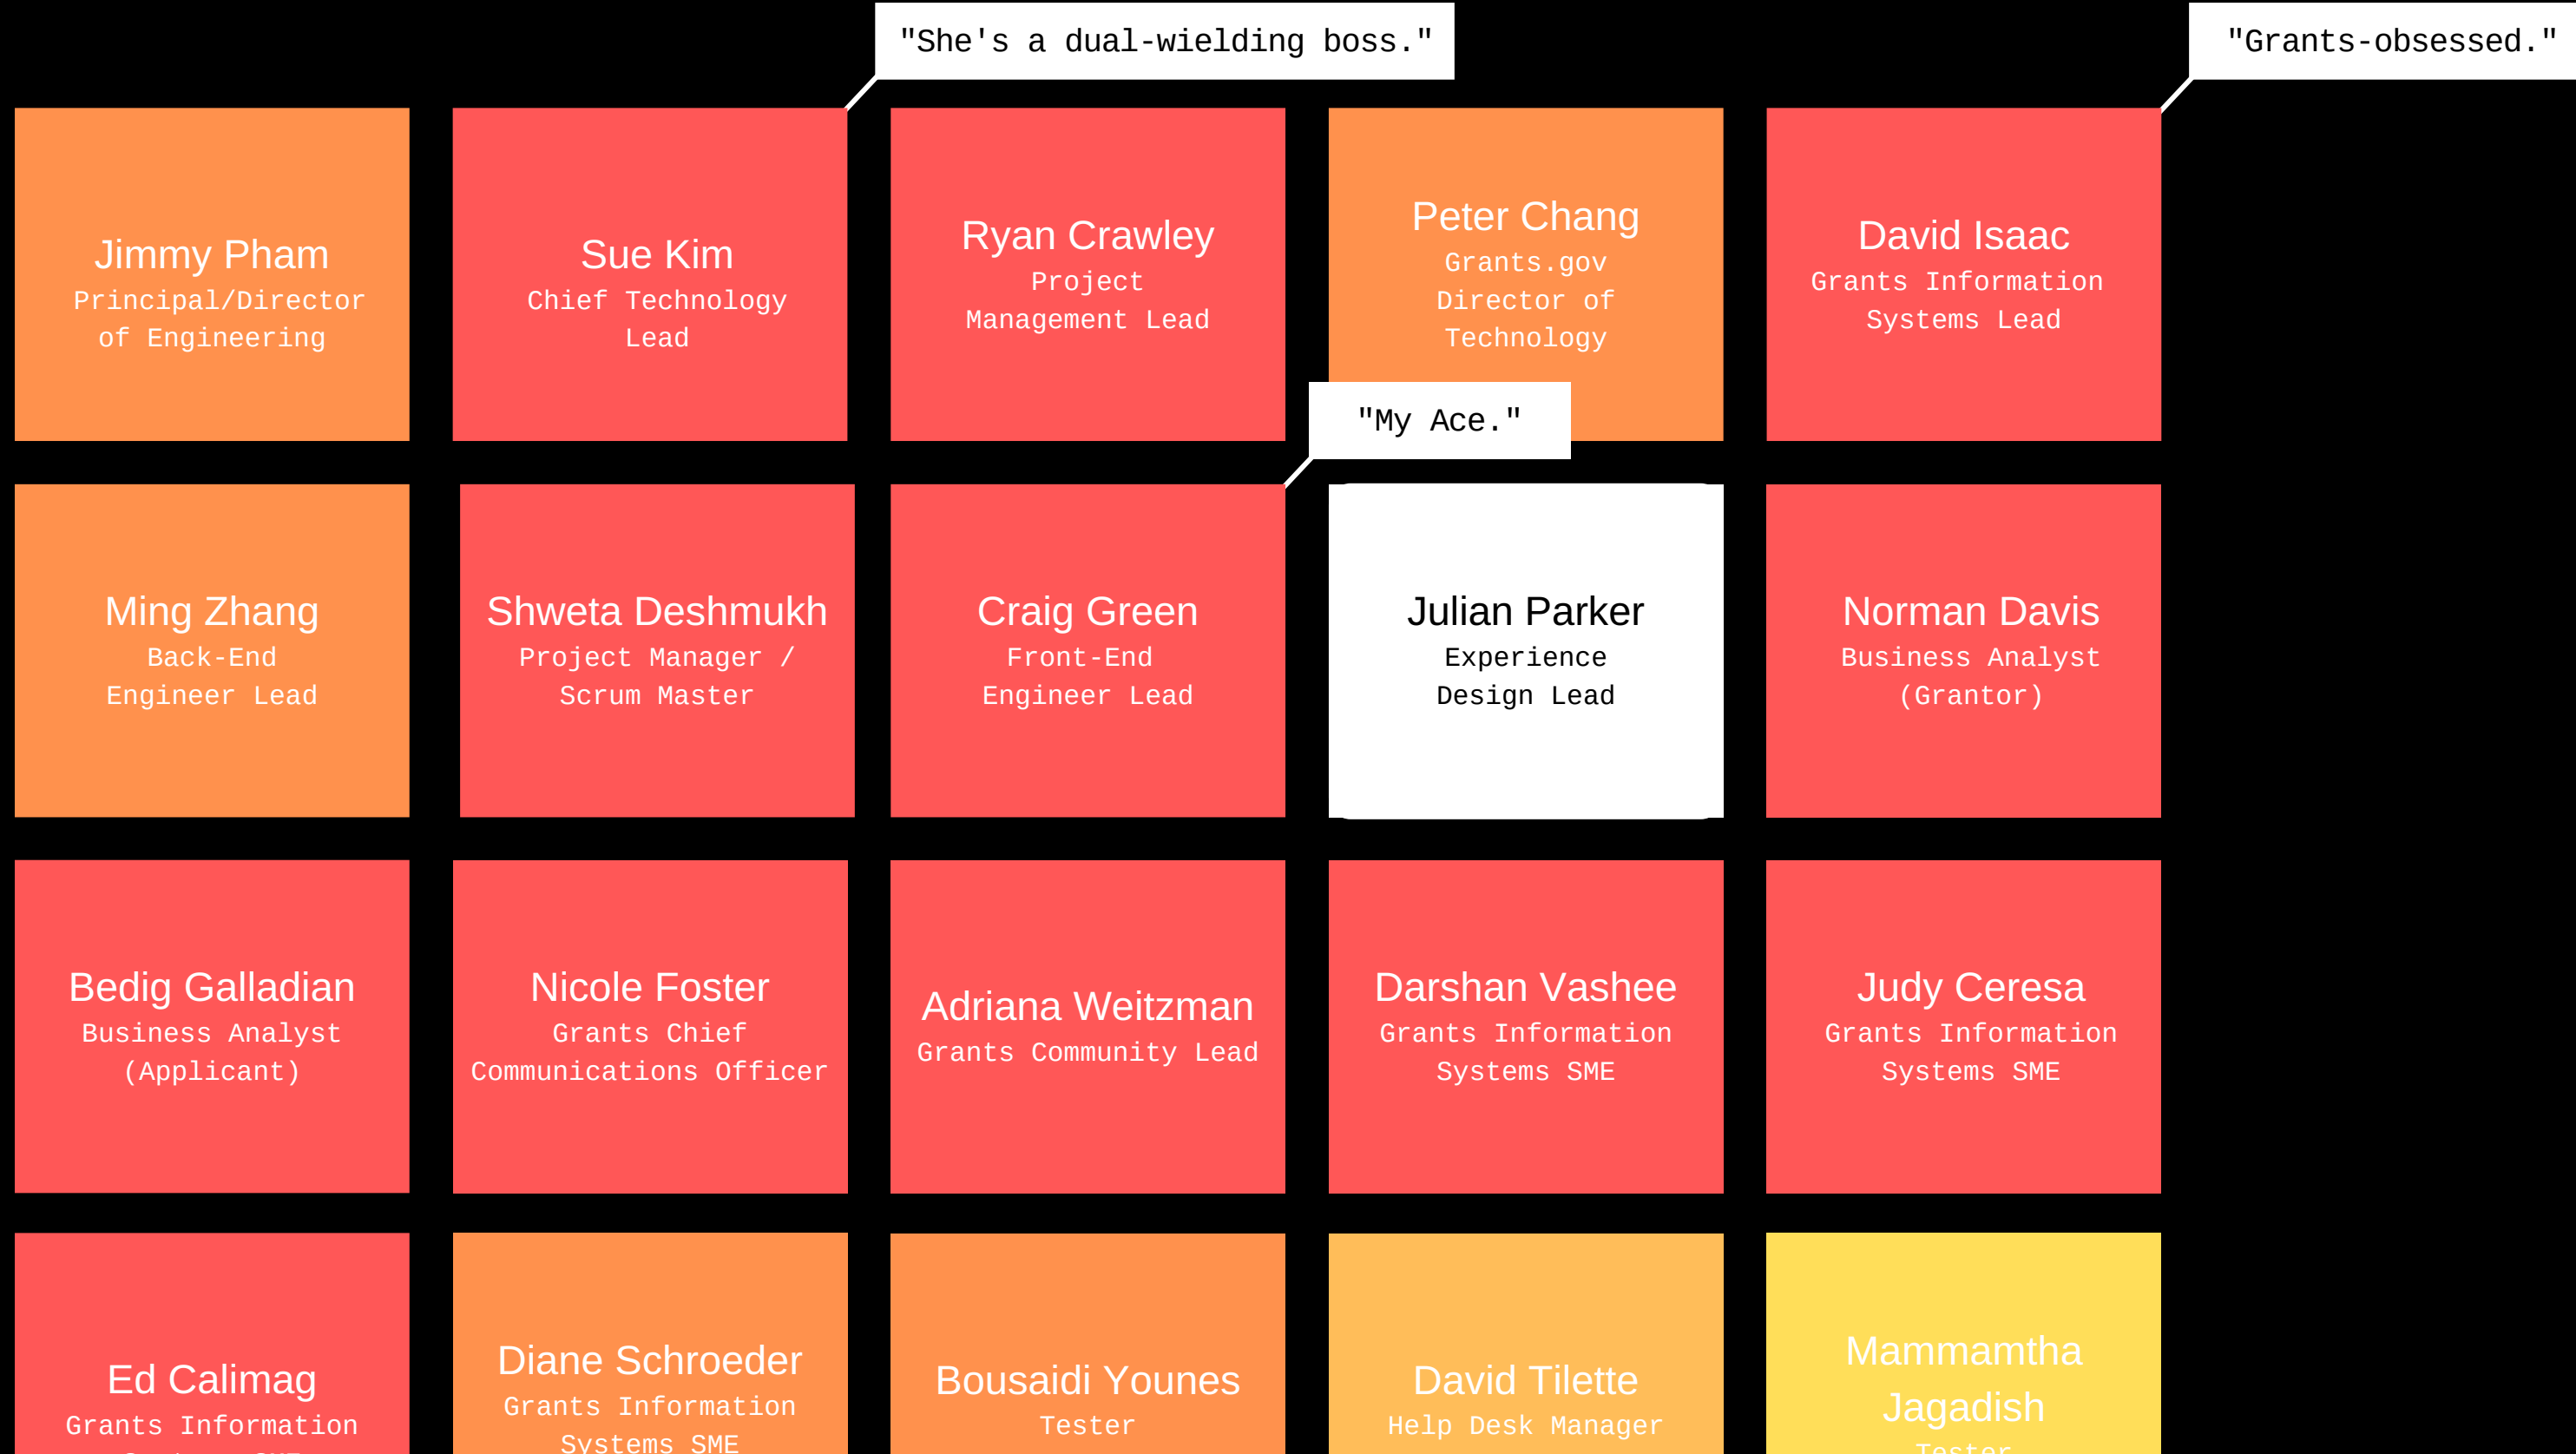 "She's a dual-wielding boss."
"Grants-obsessed."
Jimmy Pham
Principal/Director
of Engineering
Sue Kim
Chief Technology
Lead
Ryan Crawley
Project
Management Lead
Peter Chang
Grants.gov
Director of
Technology
David Isaac
Grants Information
Systems Lead
"My Ace."
Ming Zhang
Back-End
Engineer Lead
Shweta Deshmukh
Project Manager /
Scrum Master
Craig Green
Front-End
Engineer Lead
Julian Parker
Experience
Design Lead
Norman Davis
Business Analyst
(Grantor)
Bedig Galladian
Business Analyst
(Applicant)
Nicole Foster
Grants Chief
Communications Officer
Adriana Weitzman
Grants Community Lead
Darshan Vashee
Grants Information
Systems SME
Judy Ceresa
Grants Information
Systems SME
Ed Calimag
Grants Information
Diane Schroeder
Grants Information
Systems SME
Bousaidi Younes
Tester
David Tilette
Help Desk Manager
Mammamtha
Jagadish
Tester